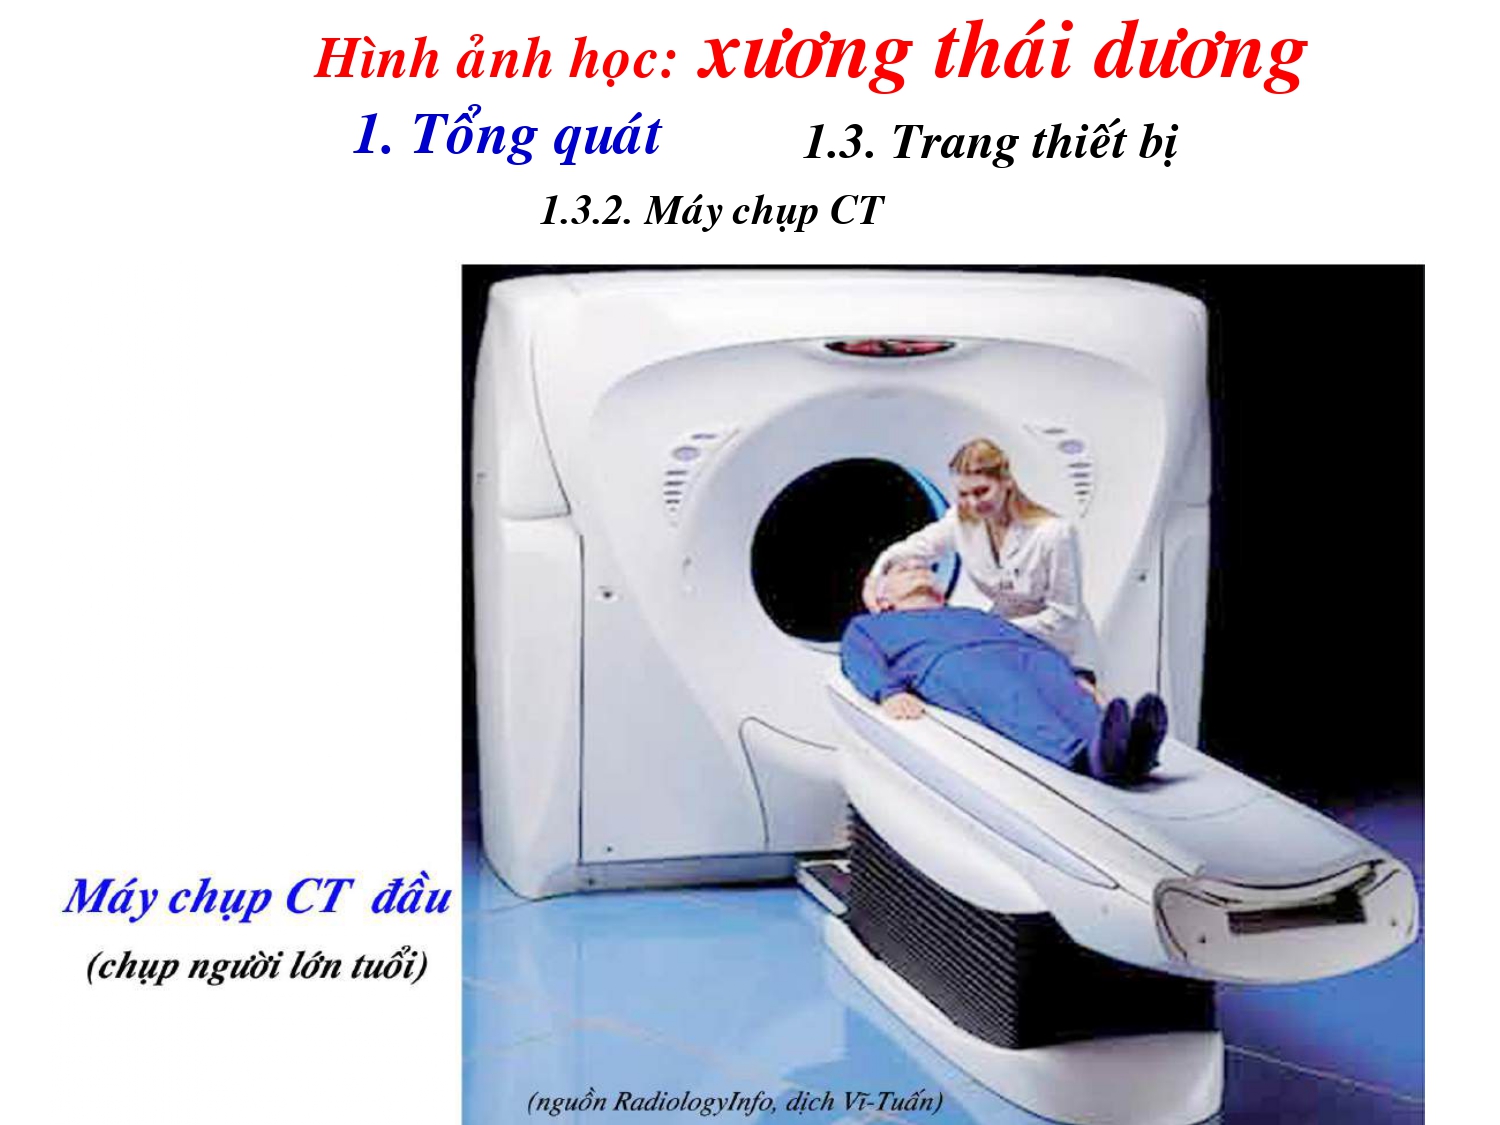 Hình ảnh học: xương thái dương
1. Tổng quát
1.3. Trang thiết bị
1.3.2. Máy chụp CT
Máy chụp CT đầu
(chụp người lớn tuổi)
(nguồn RadiologyInfo, dịch Vĩ-Tuấn)